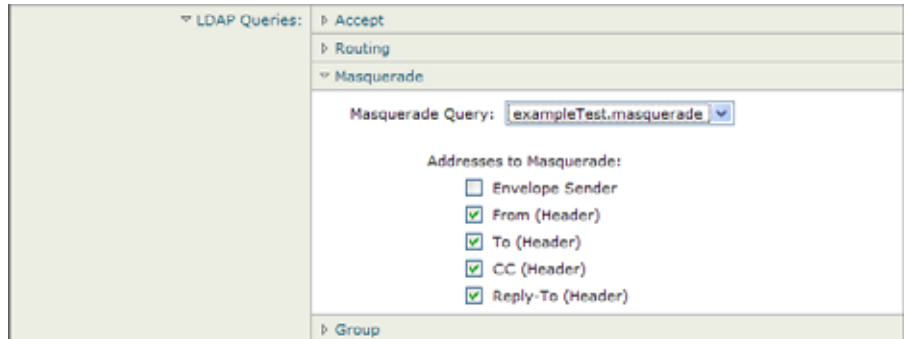 LDAP Queries:
Accept
Routing
Masquerade
Masquerade Query: exampleTest.masquerade
Addresses to Masquerade:
Envelope Sender
From (Header)
To (Header)
CC (Header)
Reply-To (Header)
Group